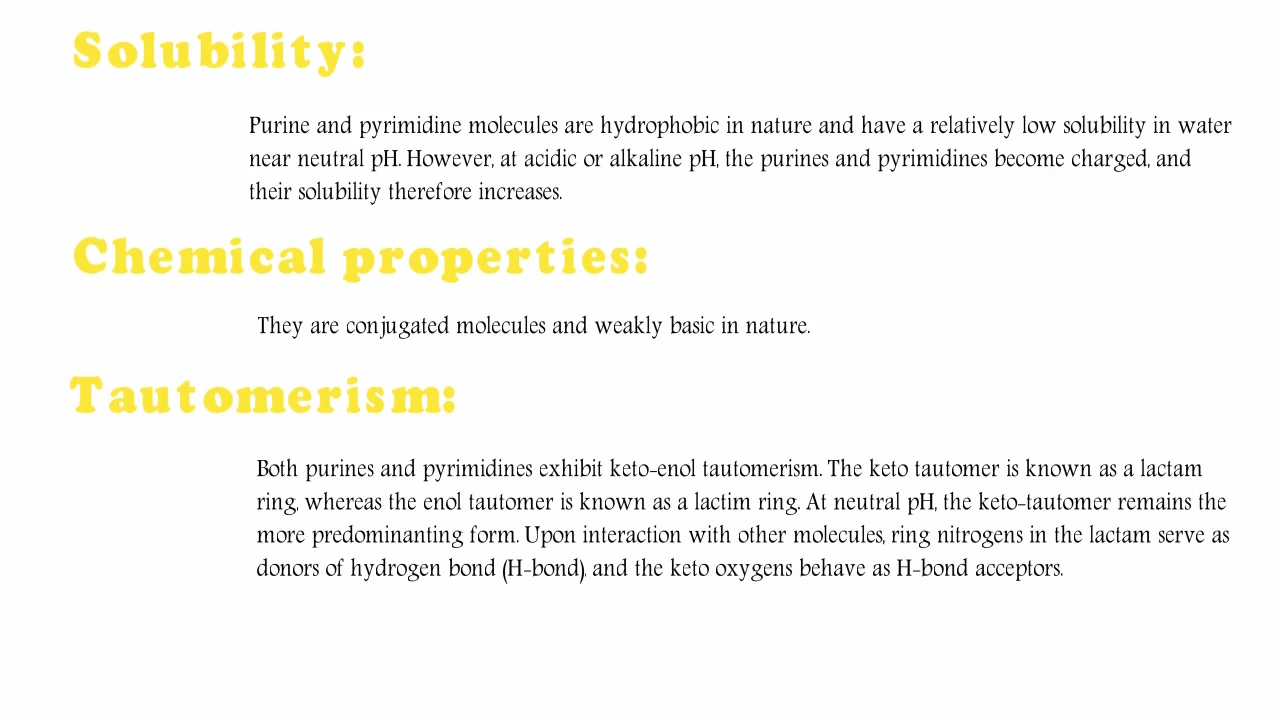 Solubility:
Purine and pyrimidine molecules are hydrophobic in nature and have a relatively low solubility in water
near neutral pH. However, at acidic or alkaline pH, the purines and pyrimidines become charged, and
their solubility therefore increases.
Chemical properties:
They are conjugated molecules and weakly basic in nature.
Tautomerism:
Both purines and pyrimidines exhibit keto-enol tautomerism. The keto tautomer is known as a lactam
ring, whereas the enol tautomer is known as a lactim ring. At neutral pH, the keto-tautomer remains the
more predominanting form. Upon interaction with other molecules, ring nitrogens in the lactam serve as
donors of hydrogen bond (H-bond), and the keto oxygens behave as H-bond acceptors.